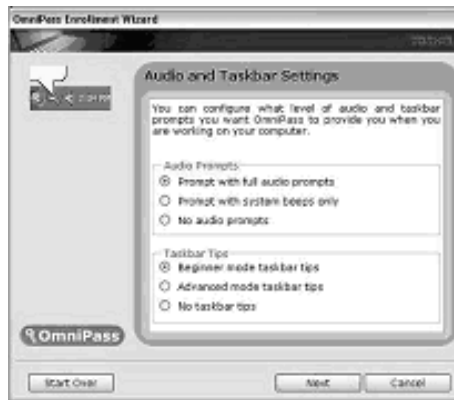 OmniPass Enrollment Wizard
Audio and Taskbar Settings
You can configure what level of audio and taskbar
prompts you want OmniPass to provide you when you
are working on your computer.
Audio Prompts
Prompt with full audio prompts
Prompt with system beeps only
No audio prompts
Taskbar Tips
Beginner mode taskbar tips
Advanced mode taskbar tips
No taskbar tips
OmniPass
Start Over
Next
Cancel